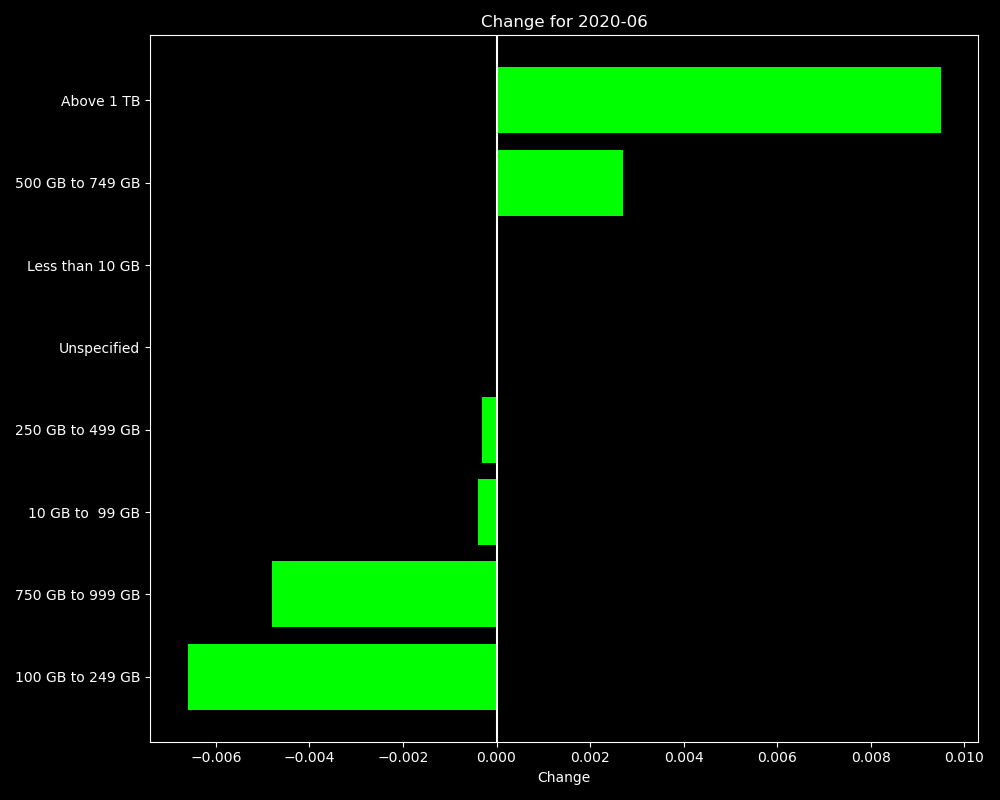 Change for 2020-06
Above 1 TB
500 GB to 749 GB
Less than 10 GB
Unspecified
250 GB to 499 GB
10 GB to  99 GB
750 GB to 999 GB
100 GB to 249 GB
−0.006 −0.004 −0.002 0.000 0.002 0.004 0.006 0.008 0.010
Change